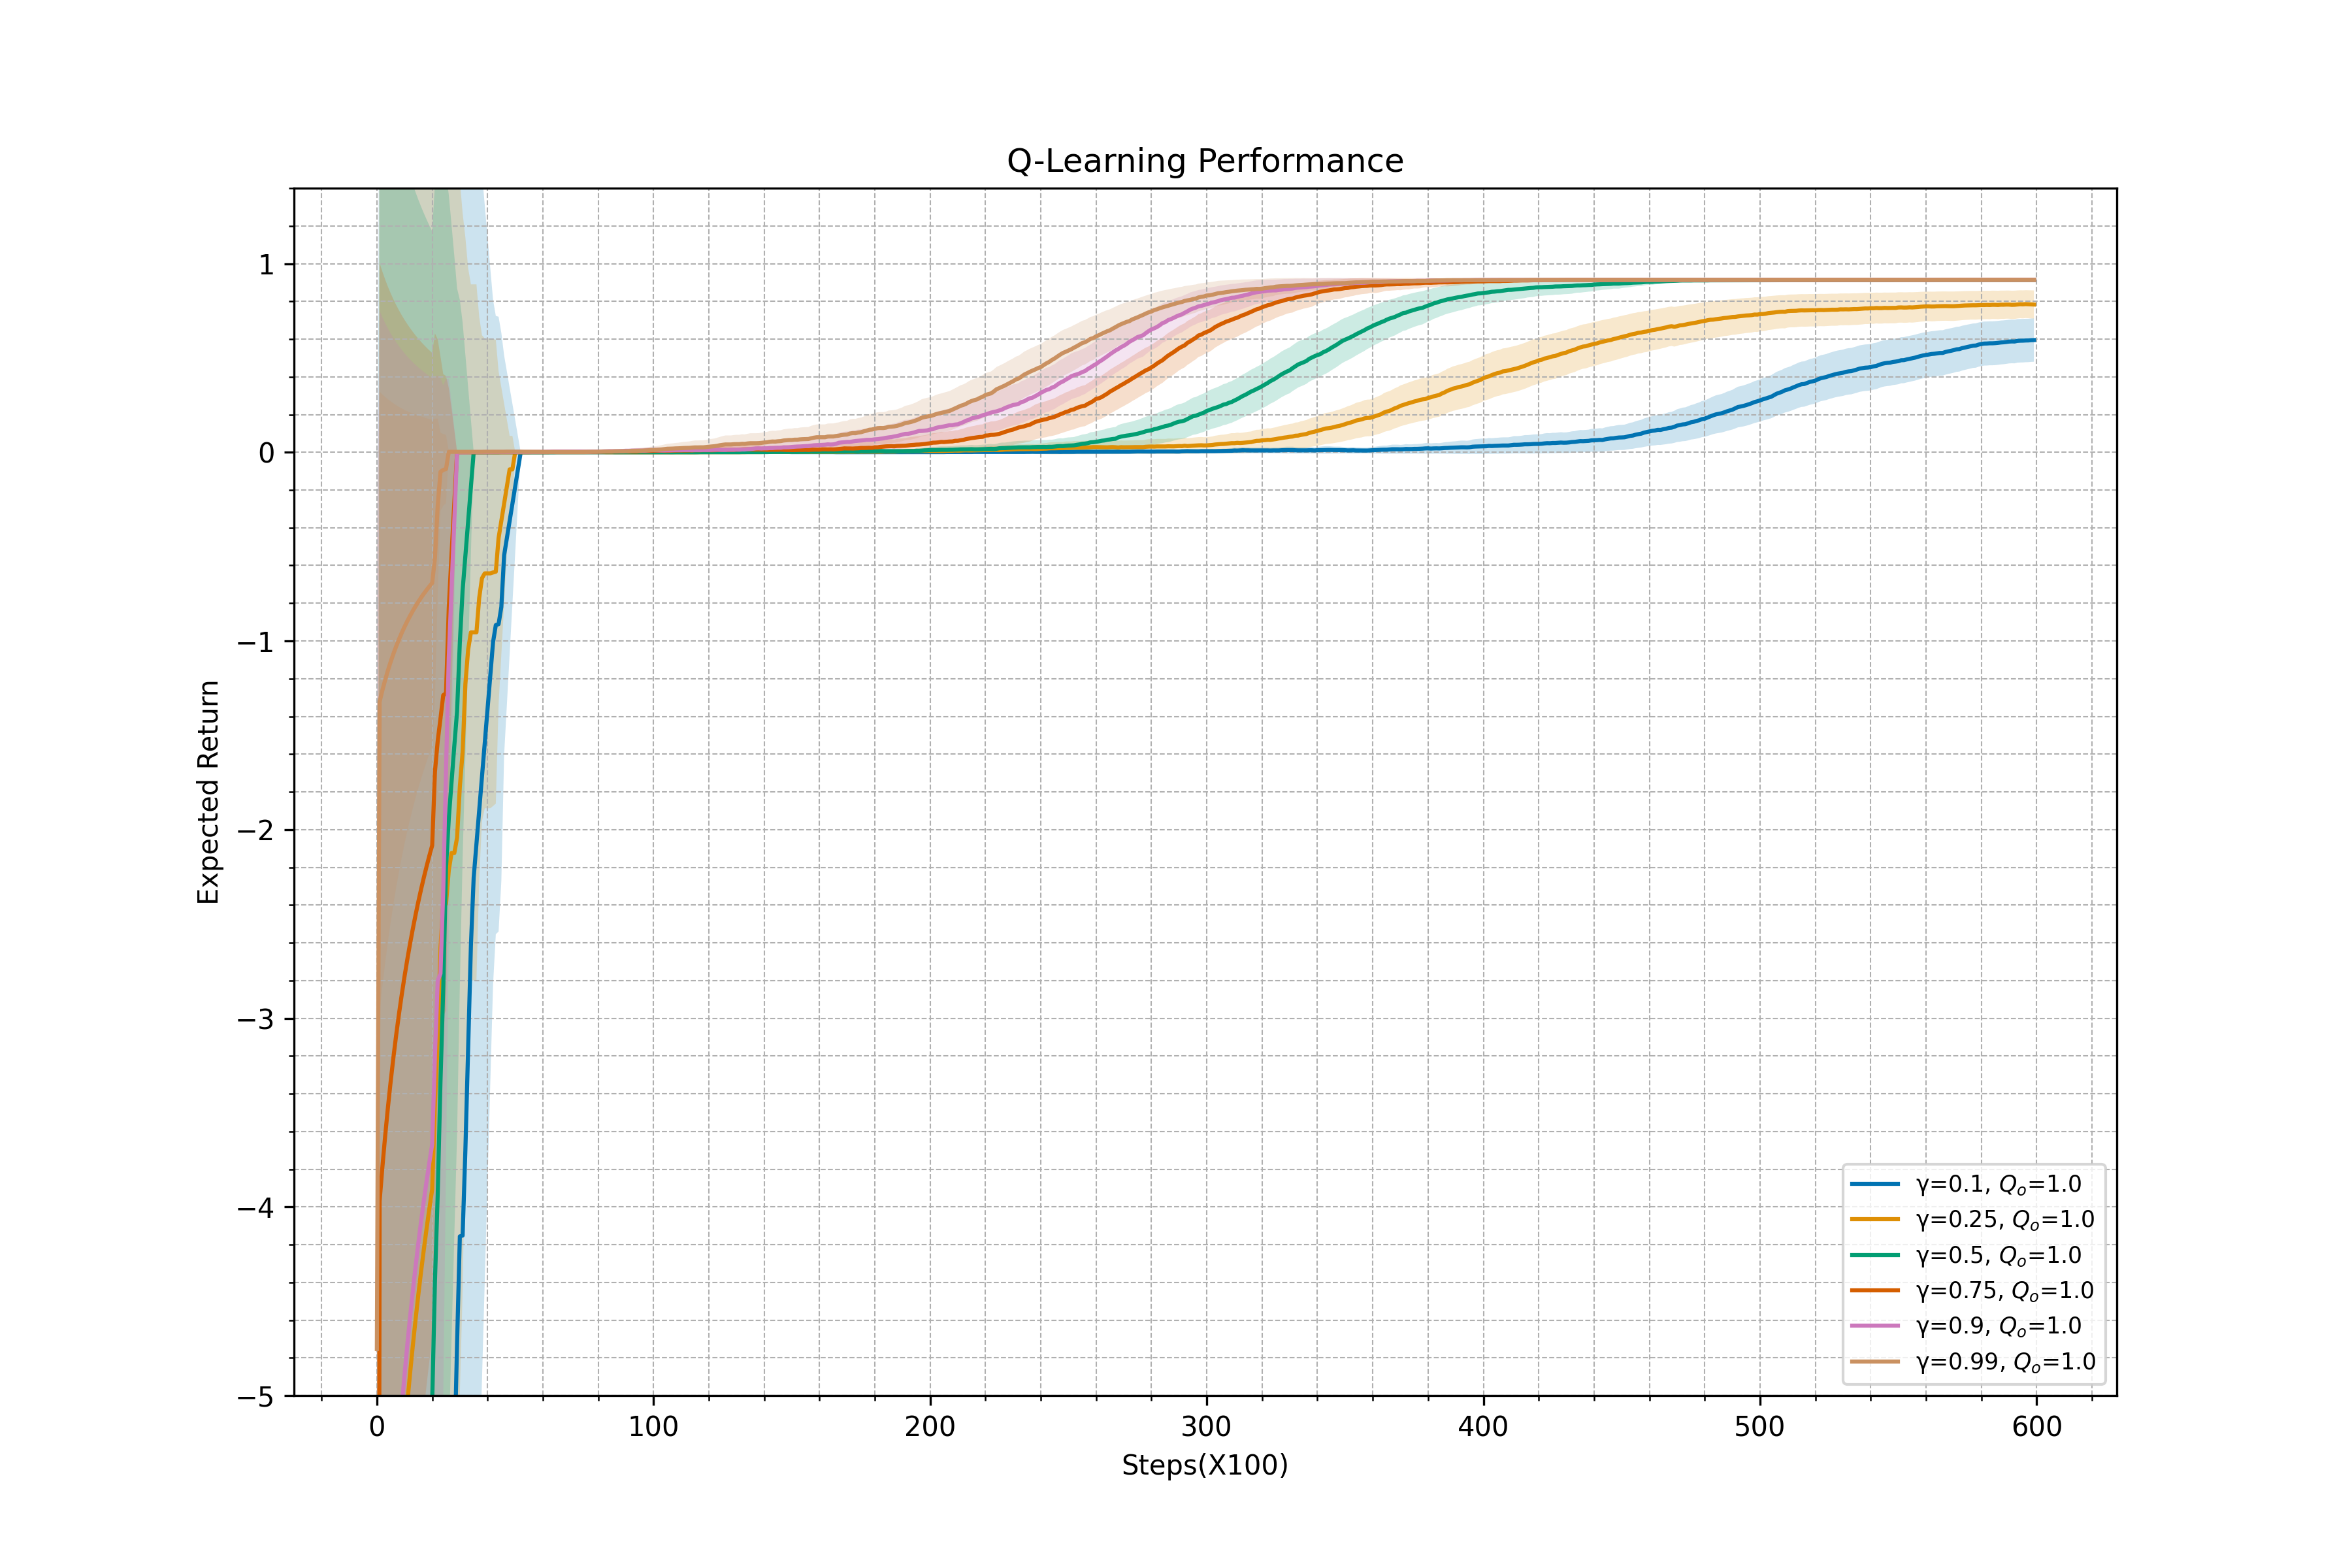 Q-Learning Performance
Expected Return
1
0
−1
−2
−3
−4
−5
0 100 200 300 400 500 600
Steps(X100)
γ=0.1, Qₒ=1.0
γ=0.25, Qₒ=1.0
γ=0.5, Qₒ=1.0
γ=0.75, Qₒ=1.0
γ=0.9, Qₒ=1.0
γ=0.99, Qₒ=1.0